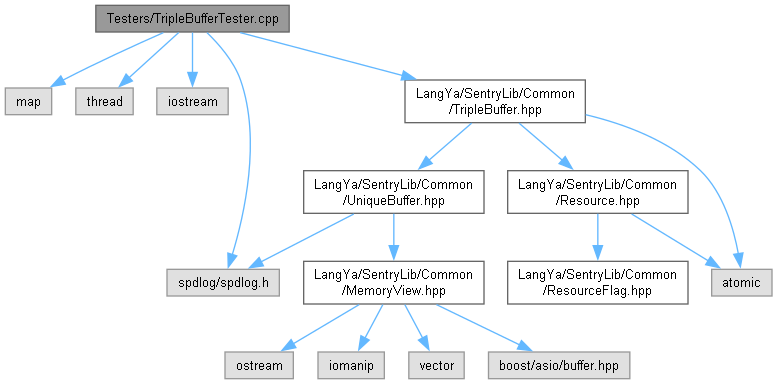 Testers/TripleBufferTester.cpp
map
thread
iostream
LangYa/SentryLib/Common
/TripleBuffer.hpp
LangYa/SentryLib/Common
/UniqueBuffer.hpp
LangYa/SentryLib/Common
/Resource.hpp
spdlog/spdlog.h
LangYa/SentryLib/Common
/MemoryView.hpp
LangYa/SentryLib/Common
/ResourceFlag.hpp
atomic
ostream
iomanip
vector
boost/asio/buffer.hpp